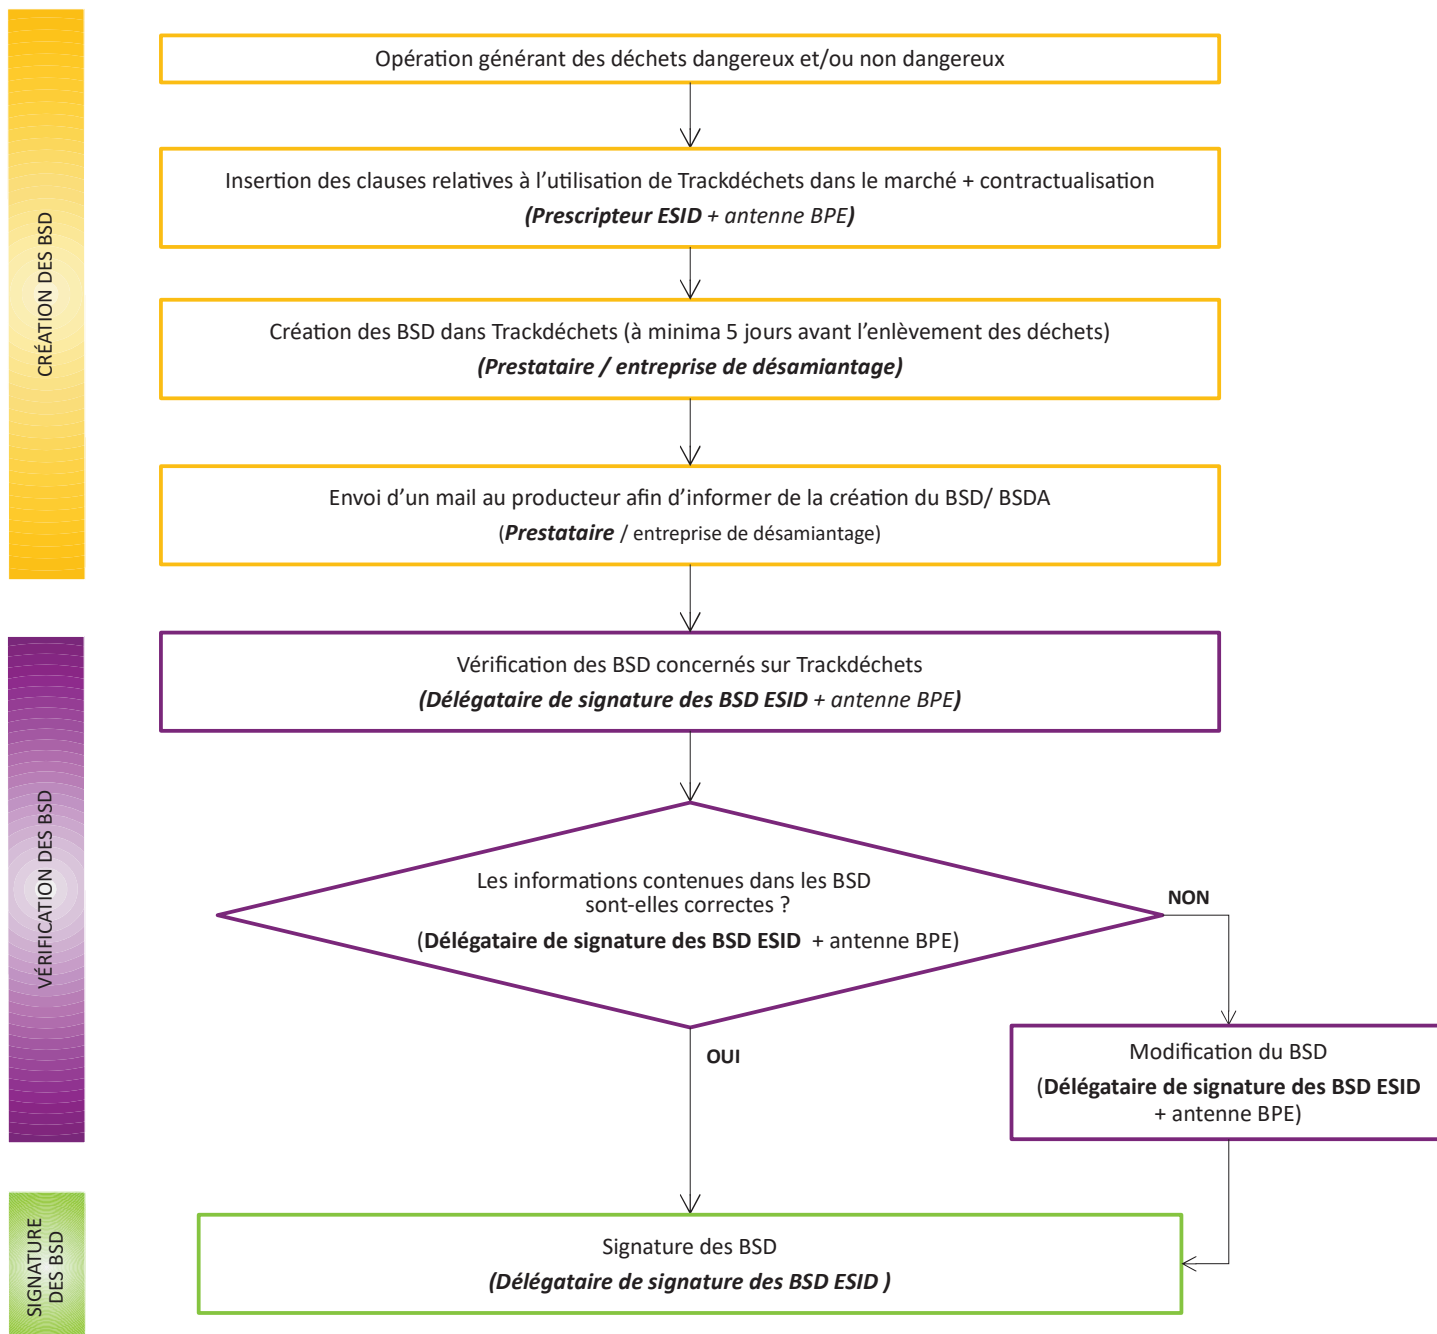 CRÉATION DES BSD
Opération générant des déchets dangereux et/ou non dangereux
Insertion des clauses relatives à l’utilisation de Trackdéchets dans le marché + contractualisation
(Prescripteur ESID + antenne BPE)
Création des BSD dans Trackdéchets (à minima 5 jours avant l’enlèvement des déchets)
(Prestataire / entreprise de désamiantage)
Envoi d’un mail au producteur afin d’informer de la création du BSD/ BSDA
(Prestataire / entreprise de désamiantage)
VÉRIFICATION DES BSD
Vérification des BSD concernés sur Trackdéchets
(Délégataire de signature des BSD ESID + antenne BPE)
Les informations contenues dans les BSD
sont-elles correctes ?
(Délégataire de signature des BSD ESID + antenne BPE)
NON
OUI
Modification du BSD
(Délégataire de signature des BSD ESID
+ antenne BPE)
SIGNATURE
DES BSD
Signature des BSD
(Délégataire de signature des BSD ESID )